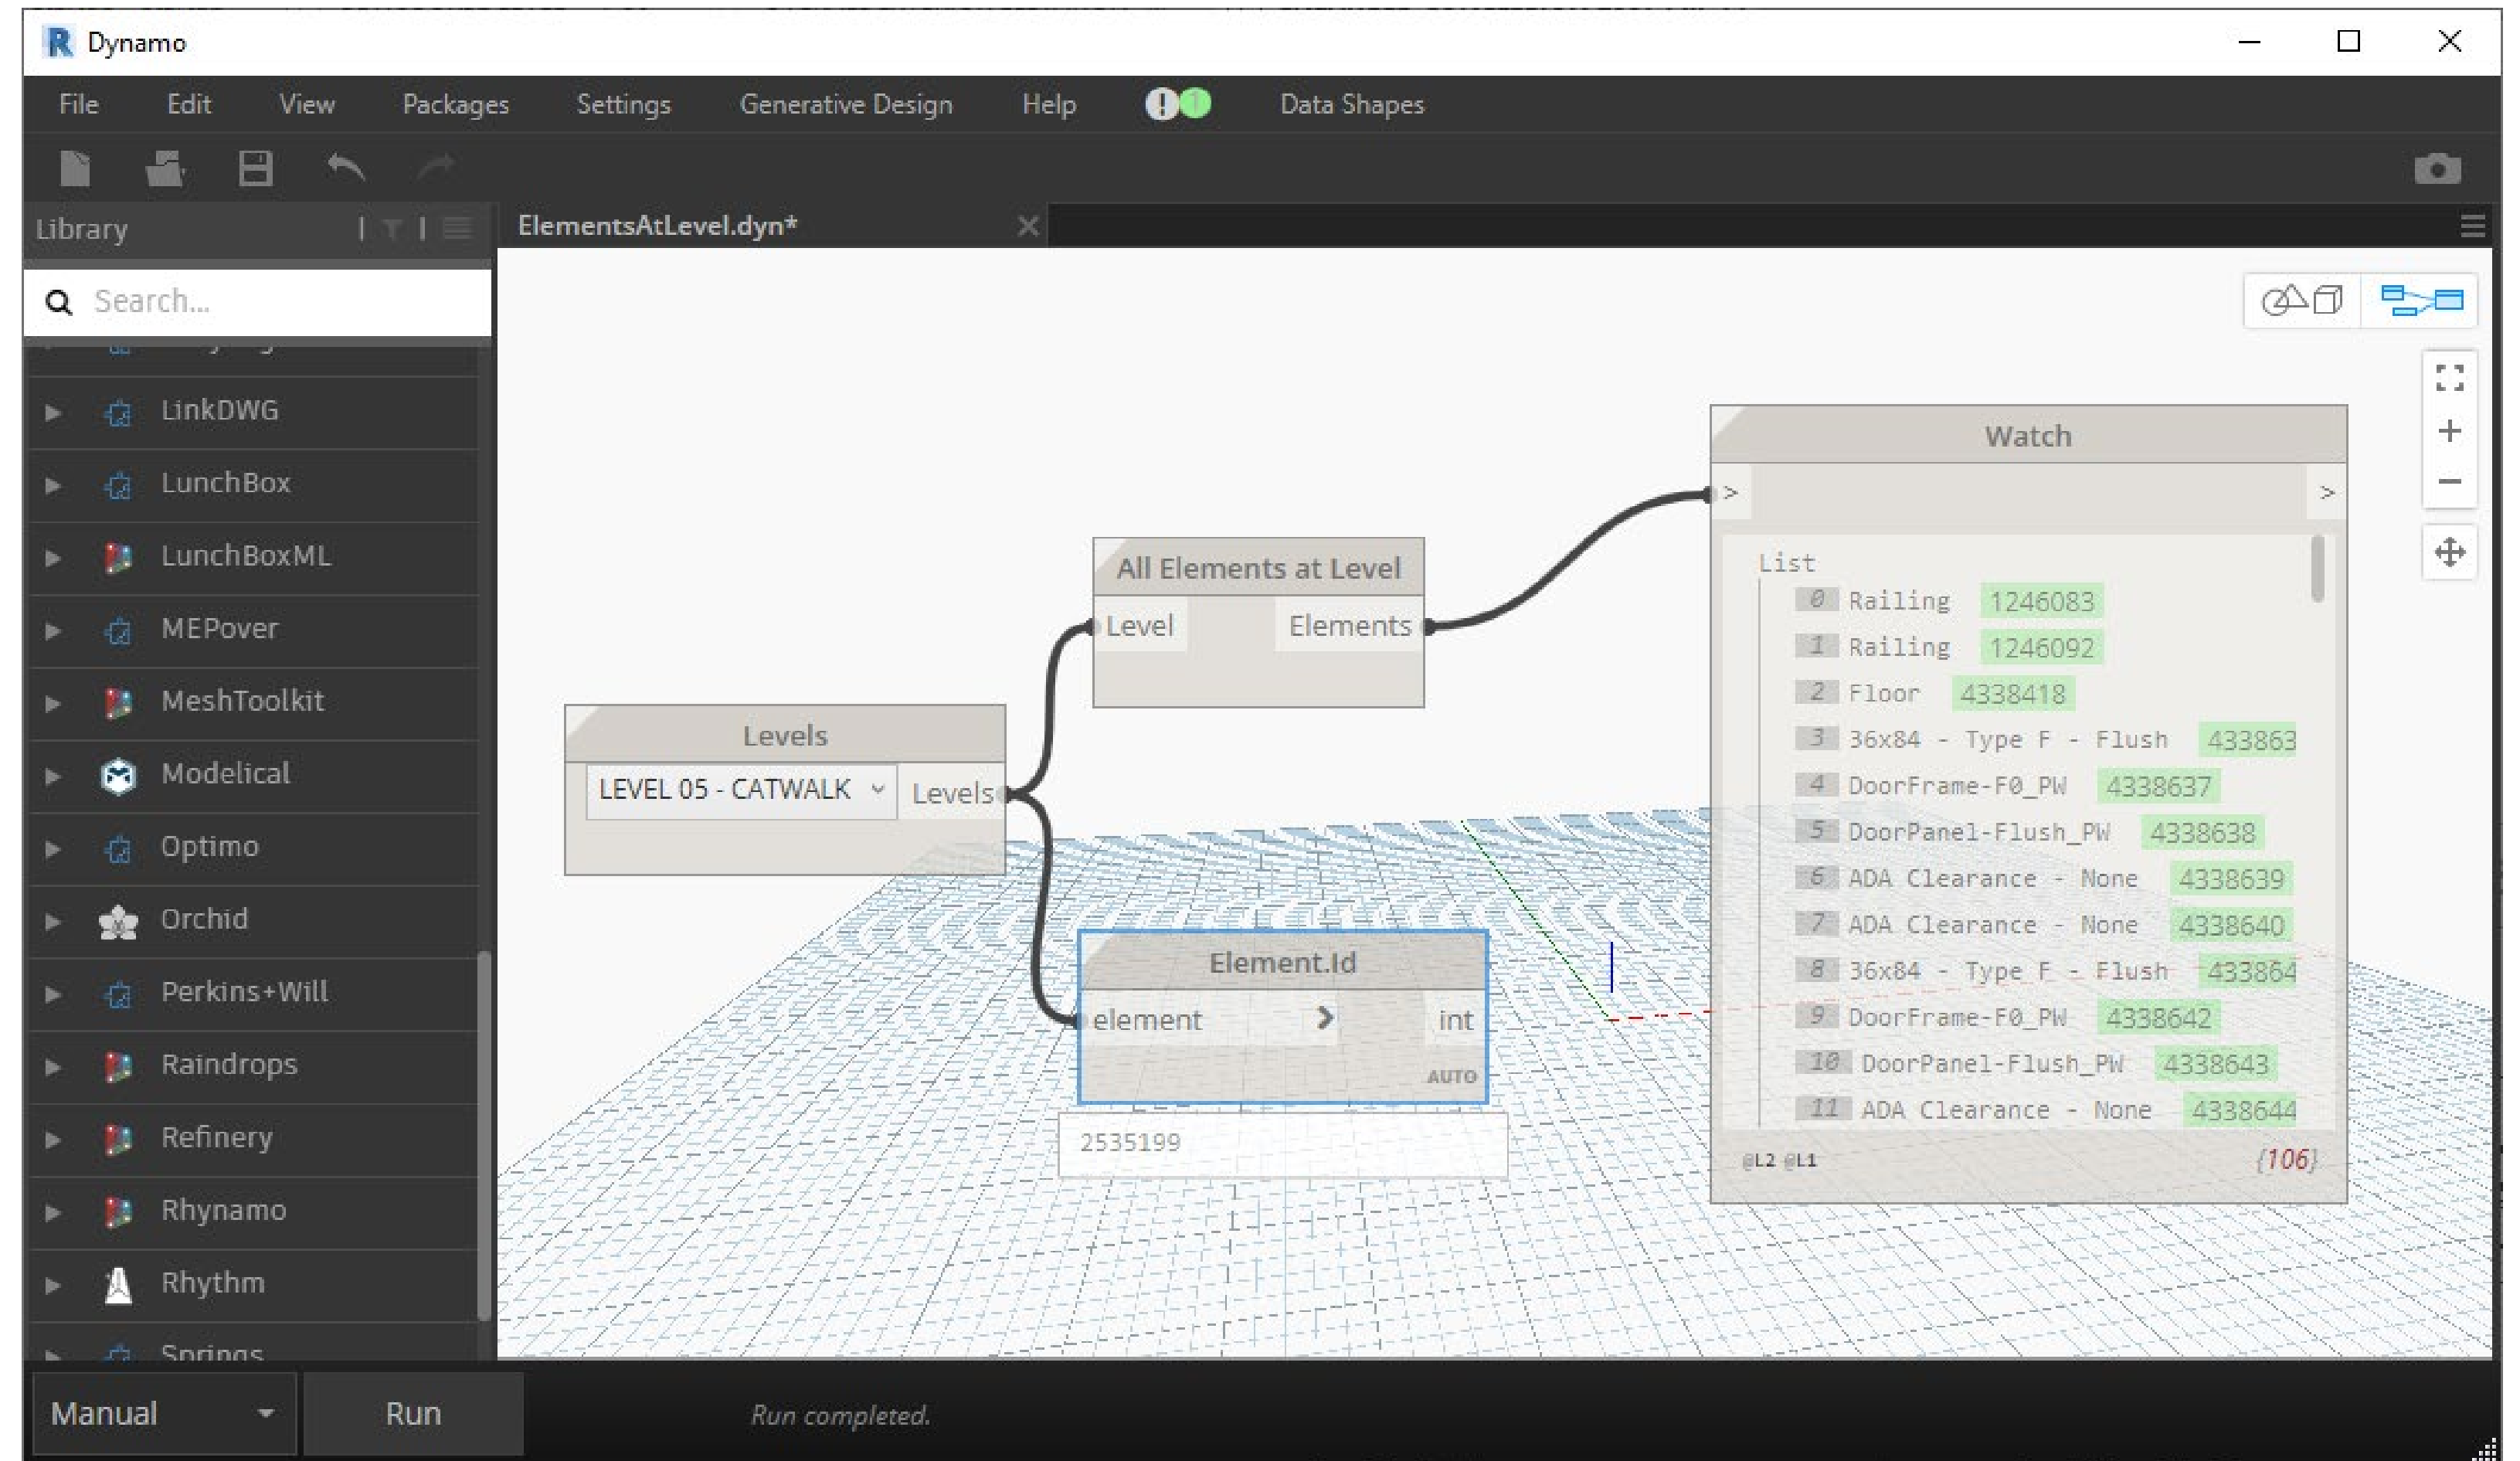 Dynamo
File Edit View Packages Settings Generative Design Help ! 1 Data Shapes
Library
ElementsAtLevel.dyn*
Search...
LinkDWG
LunchBox
LunchBoxML
MEPover
MeshToolkit
Modelical
Optimo
Orchid
Perkins+Will
Raindrops
Refinery
Rhynamo
Rhythm
Springs
Levels
LEVEL 05 - CATWALK Levels
All Elements at Level
Level Elements
Element.Id
element > int
AUTO
2535199
Watch
> >
List
0 Railing 1246083
1 Railing 1246092
2 Floor 4338418
3 36x84 - Type F - Flush 433863
4 DoorFrame-F0_PW 4338637
5 DoorPanel-Flush_PW 4338638
6 ADA Clearance - None 4338639
7 ADA Clearance - None 4338640
8 36x84 - Type F - Flush 433864
9 DoorFrame-F0_PW 4338642
10 DoorPanel-Flush_PW 4338643
11 ADA Clearance - None 4338644
@L2 @L1 {106}
Manual Run Run completed.